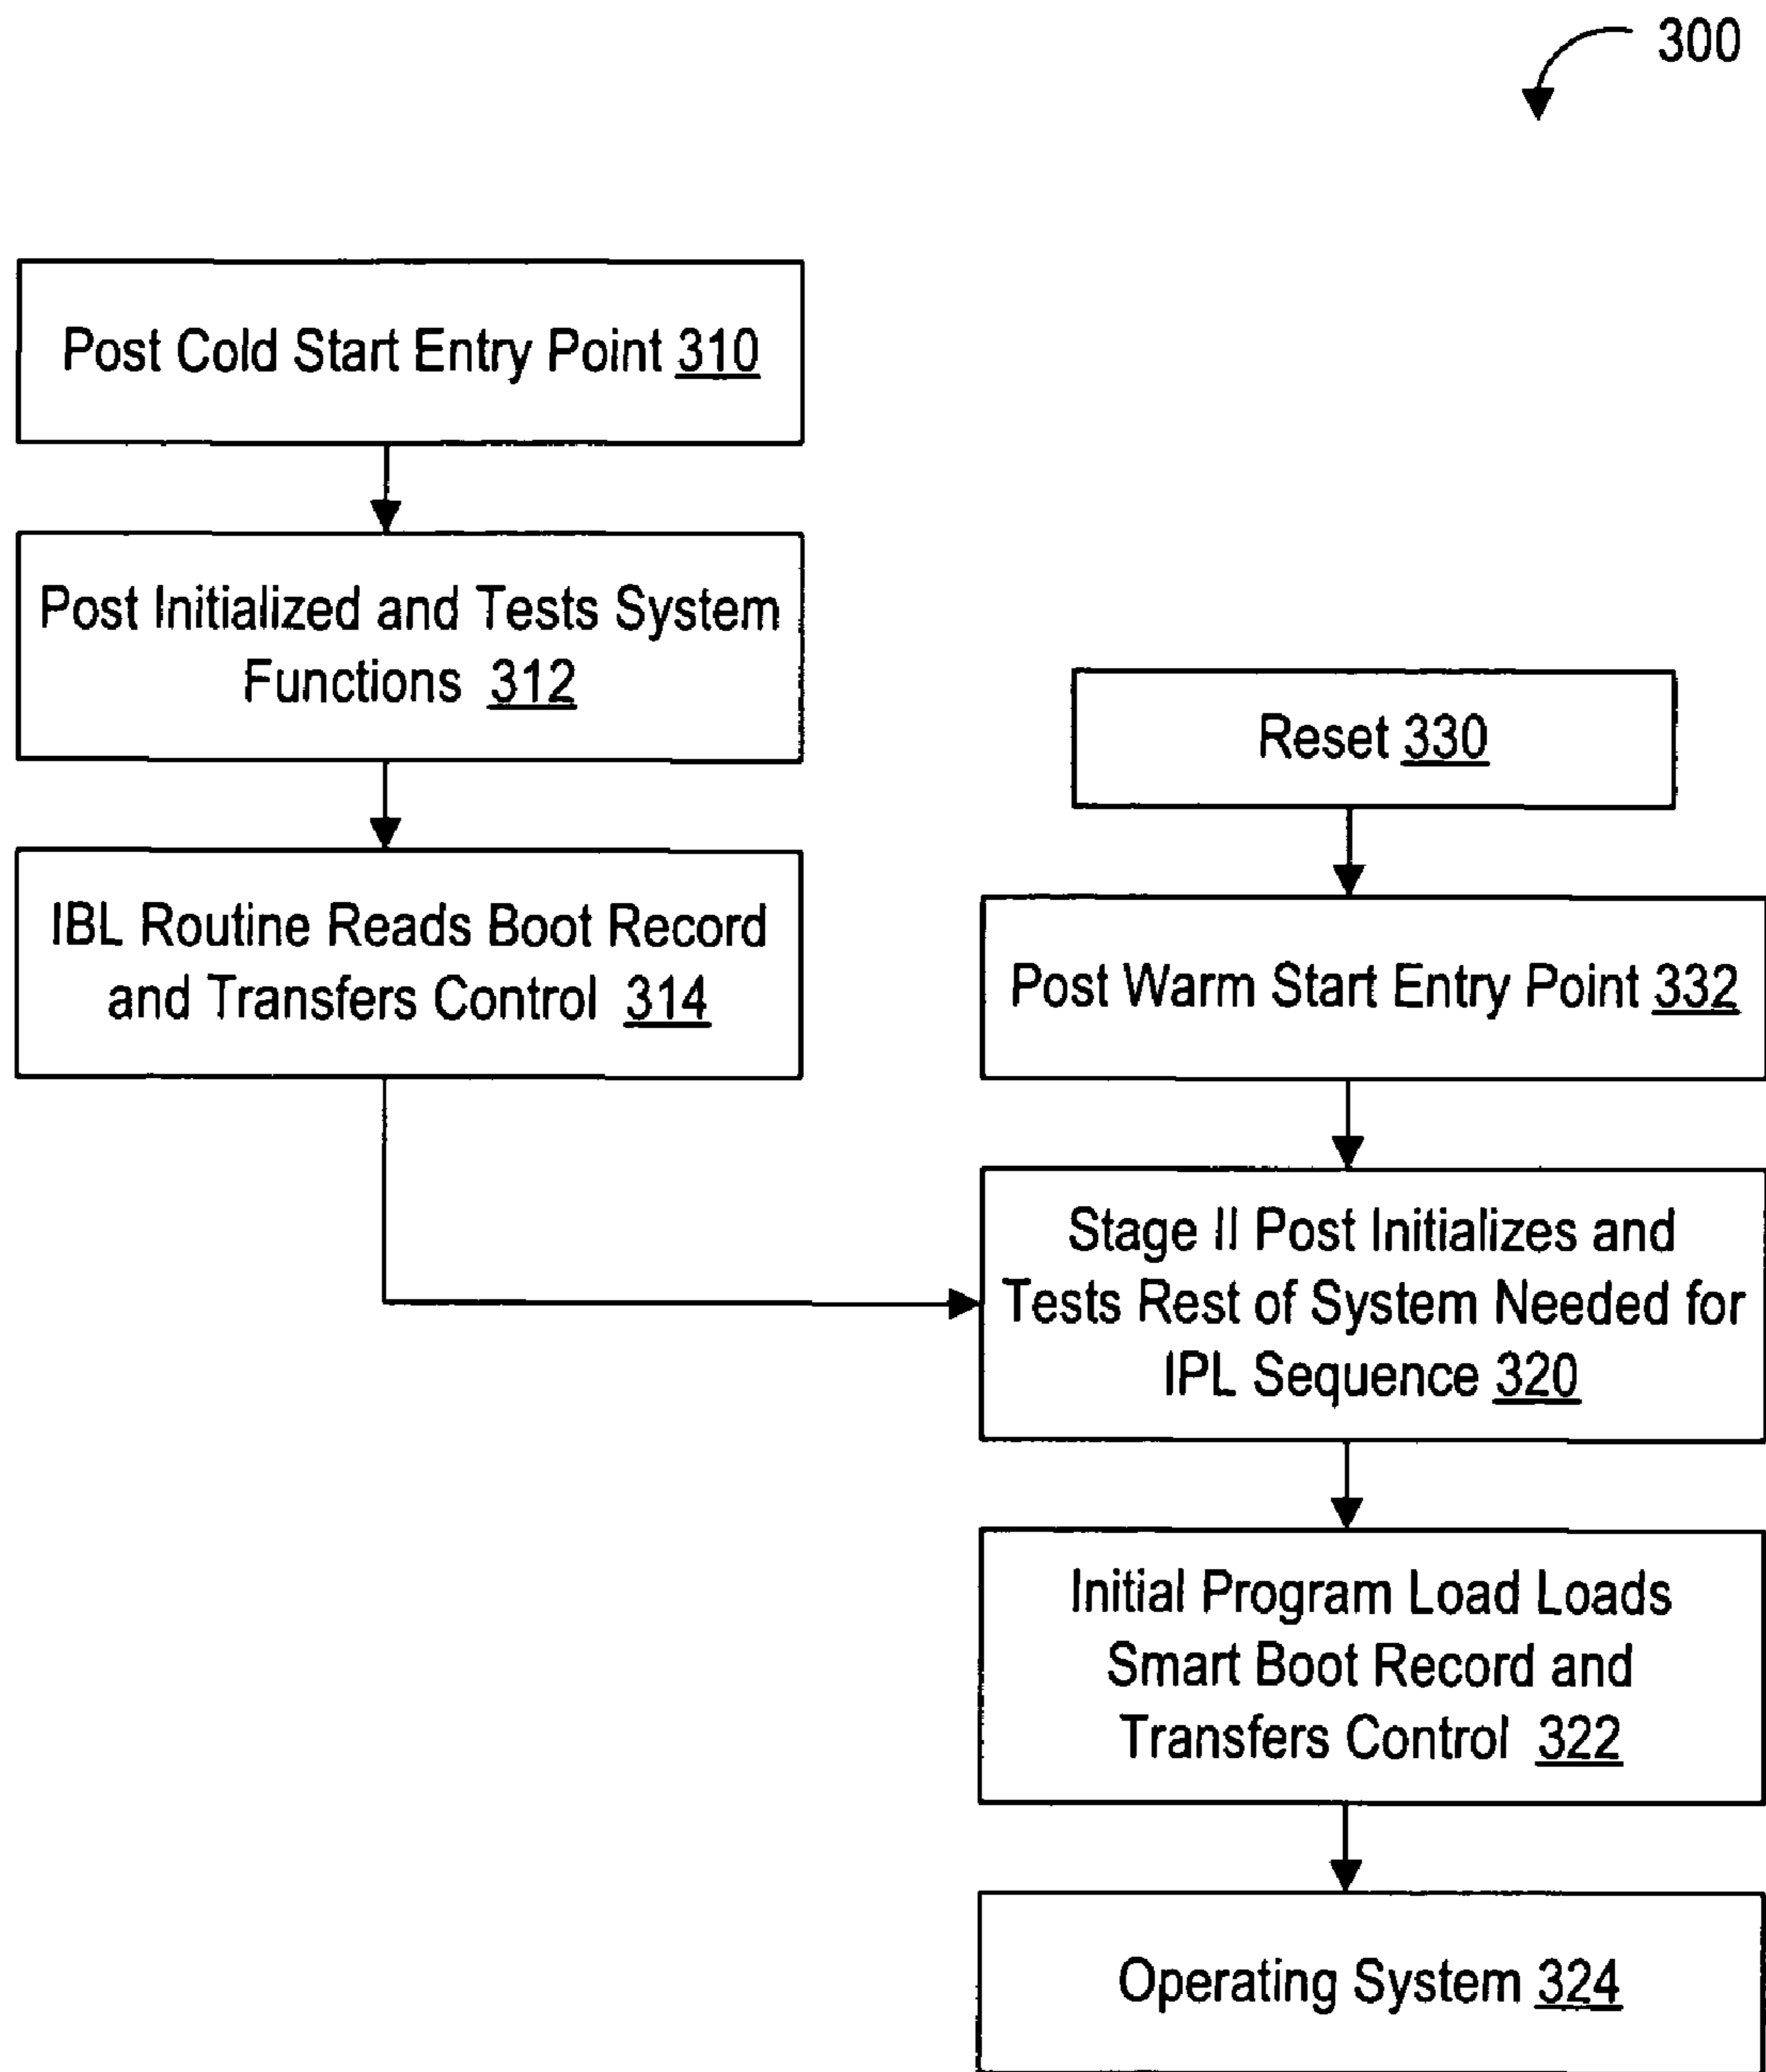 300
Post Cold Start Entry Point 310
Post Initialized and Tests System
Functions 312
IBL Routine Reads Boot Record
and Transfers Control 314
Reset 330
Post Warm Start Entry Point 332
Stage II Post Initializes and
Tests Rest of System Needed for
IPL Sequence 320
Initial Program Load Loads
Smart Boot Record and
Transfers Control 322
Operating System 324